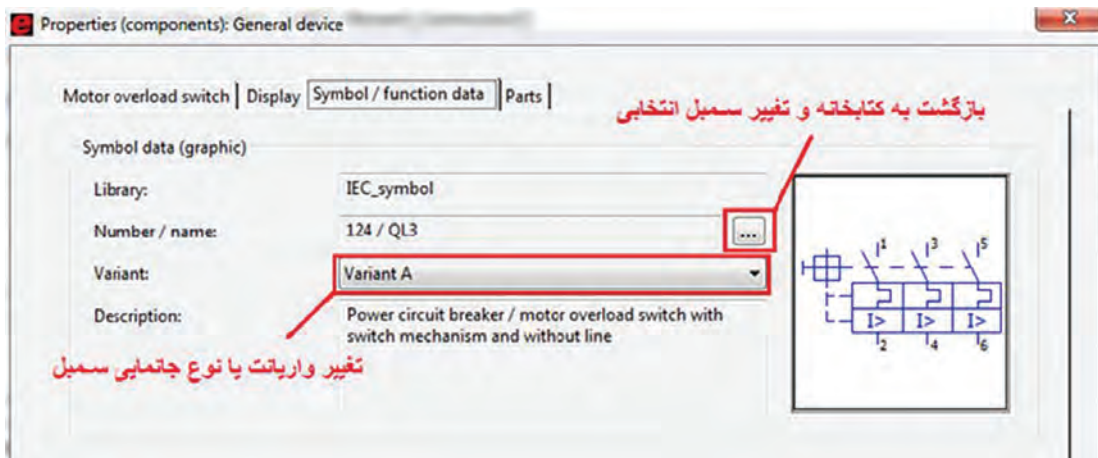 Properties (components): General device
Motor overload switch Display Symbol / function data Parts
بازگشت به کتابخانه و تغییر سمبل انتخابی
Symbol data (graphic)
Library: IEC_symbol
Number / name: 124 / QL3 ...
Variant: Variant A
Description: Power circuit breaker / motor overload switch with
switch mechanism and without line
تغییر واریانت یا نوع جانمایی سمبل
1 3 5
I> I> I>
2 4 6